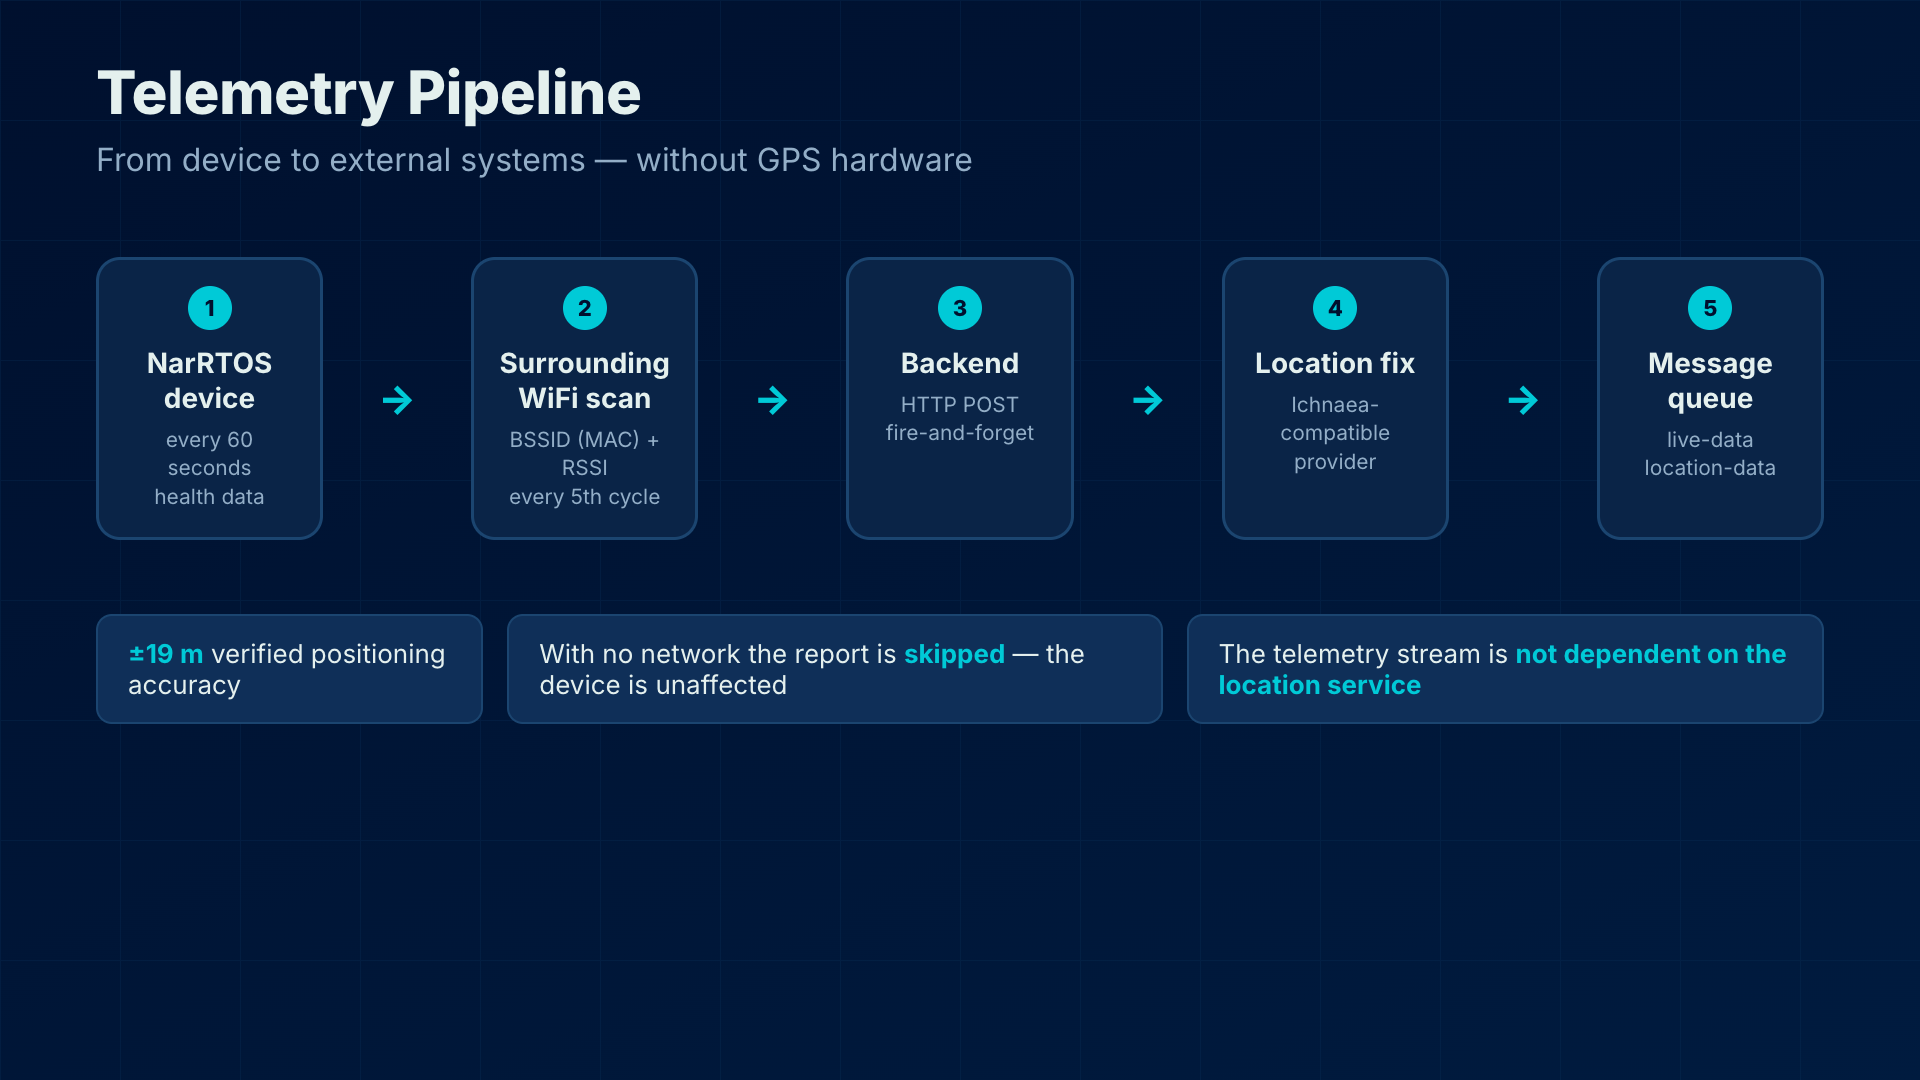 Telemetry Pipeline
From device to external systems — without GPS hardware
1
NarRTOS
device
every 60
seconds
health data
→
2
Surrounding
WiFi scan
BSSID (MAC) +
RSSI
every 5th cycle
→
3
Backend
HTTP POST
fire-and-forget
→
4
Location fix
Ichnaea-
compatible
provider
→
5
Message
queue
live-data
location-data
±19 m verified positioning
accuracy
With no network the report is skipped — the
device is unaffected
The telemetry stream is not dependent on the
location service